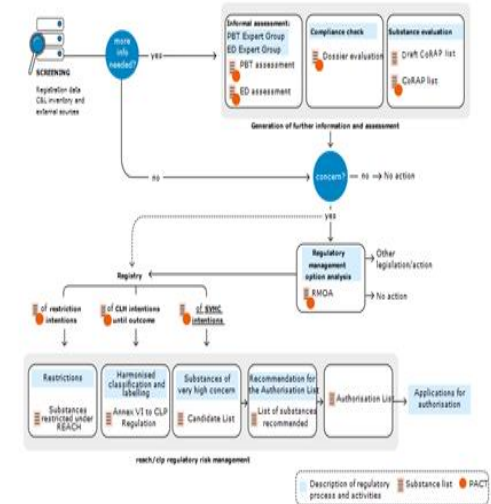 Informal assessment:
PBT Expert Group
ED Expert Group
PBT assessment
ED assessment
Compliance check
Dossier evaluation
Substance evaluation
Draft CoRAP list
CoRAP list
more
info
needed?
yes
SCREENING
Registration data
C&L inventory and
external sources
Generation of further information and assessment
no
concern?
no
No action
yes
Regulatory
management
option analysis
RMOA
Other
legislation/action
No action
Registry
of restriction
intentions
of CLH intentions
until outcome
of SVHC
intentions
Restrictions
Substances
restricted under
REACH
Harmonised
classification and
labelling
Annex VI to CLP
Regulation
Substances of
very high concern
Candidate List
Recommendation for
the Authorisation List
List of substances
recommended
Authorisation List
Applications for
authorisation
reach/clp regulatory risk management
Description of regulatory
process and activities
Substance list
PACT